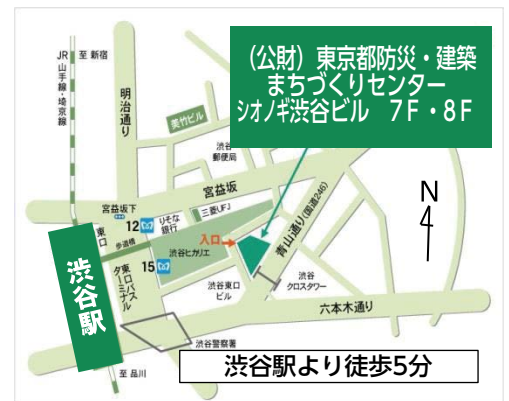 （公財）東京都防災・建築
まちづくりセンター
シオノギ渋谷ビル　7F・8F
JR
至 新宿
山手線・埼京線
明治通り
美竹ビル
渋谷
郵便局
宮益坂
宮益坂下
12
りそな
銀行
三菱UFJ
青山通り(国道246)
N
東口
歩道橋
渋谷ヒカリエ
入口
15
渋谷駅
東口バス
ターミナル
渋谷東口
ビル
渋谷
クロスタワー
六本木通り
渋谷警察署
至 品川
渋谷駅より徒歩5分